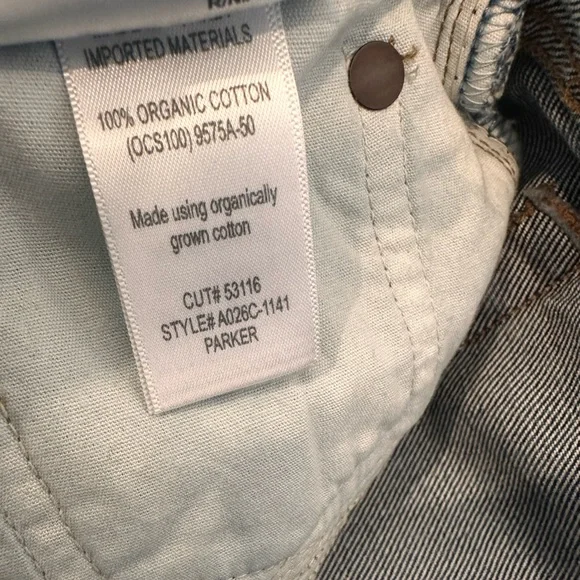 IMPORTED MATERIALS
100% ORGANIC COTTON
(OCS100) 9575A-50
Made using organically
grown cotton
CUT# 53116
STYLE# A026C-1141
PARKER